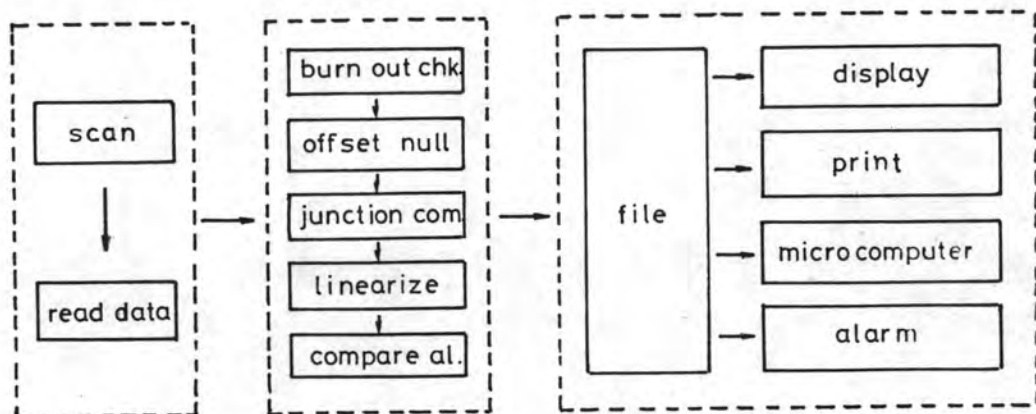 scan
read data
burn out chk.
offset null
junction com.
linearize
compare al.
file
display
print
microcomputer
alarm